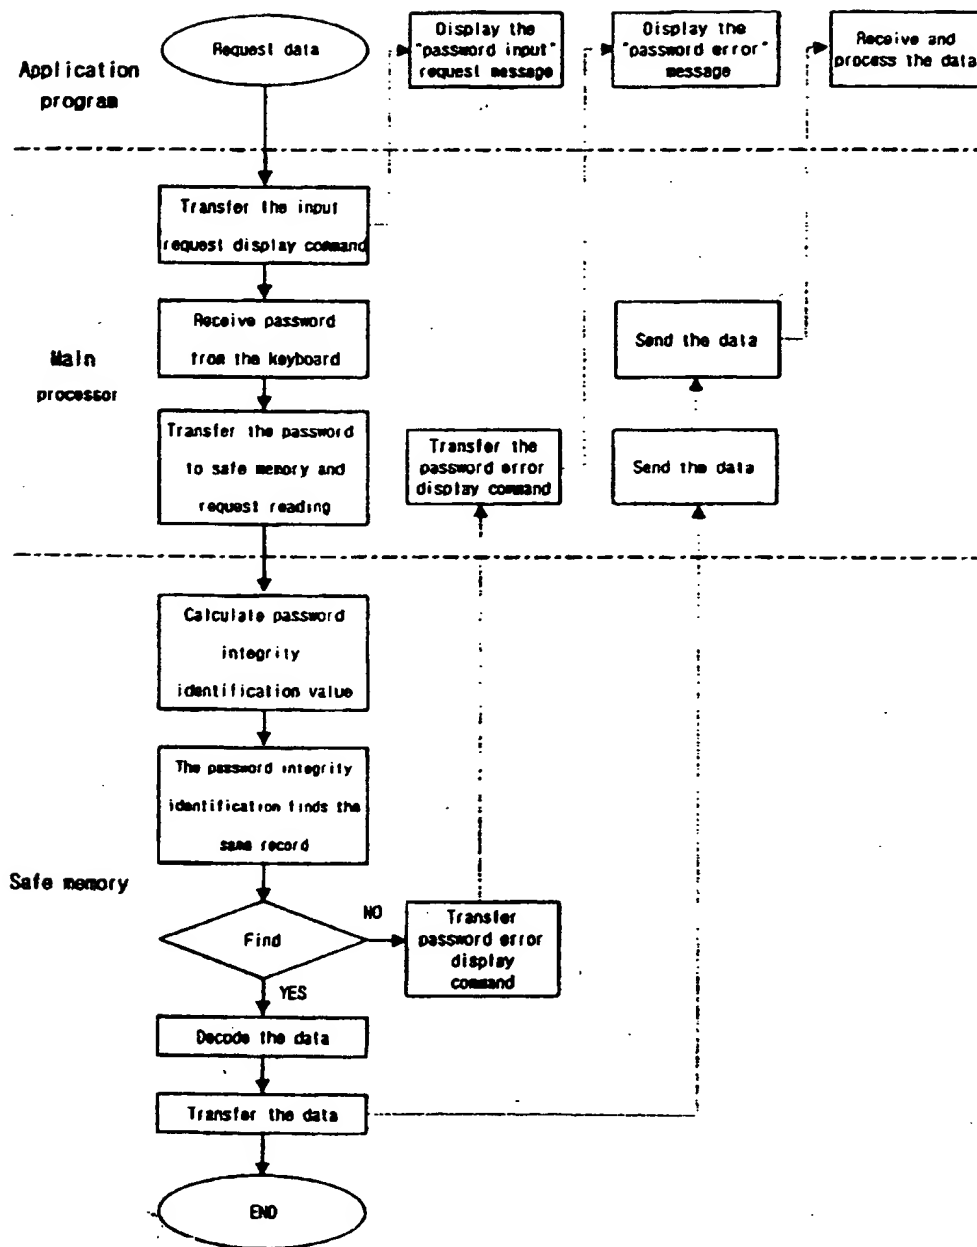 Request data
Display the
"password input"
request message
Display the
"password error"
message
Receive and
process the data
Application
program
Transfer the input
request display command
Receive password
from the keyboard
Send the data
Main
processor
Transfer the password
to safe memory and
request reading
Transfer the
password error
display command
Send the data
Calculate password
integrity
identification value
The password integrity
identification finds the
same record
Safe memory
Find
NO
Transfer
password error
display
command
YES
Decode the data
Transfer the data
END